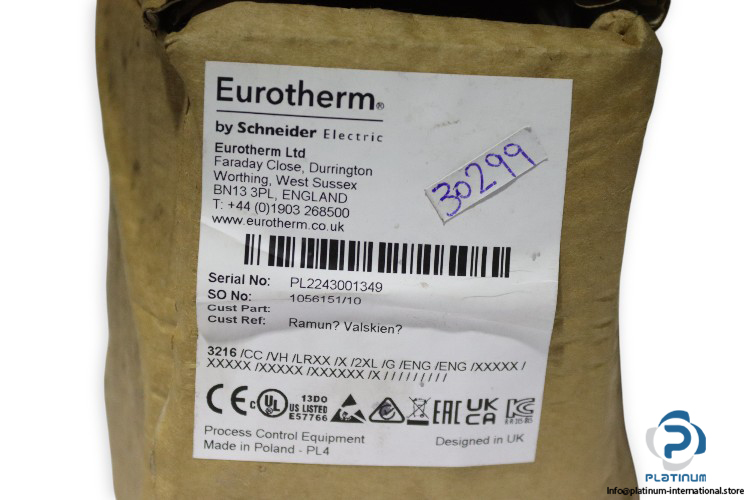 Eurotherm®
by Schneider Electric
Eurotherm Ltd
Faraday Close, Durrington
Worthing, West Sussex
BN13 3PL, ENGLAND
T: +44 (0)1903 268500
www.eurotherm.co.uk
30299
Serial No: PL2243001349
SO No: 1056151/10
Cust Part:
Cust Ref: Ramun? Valskien?
3216 /CC /VH /LRXX /X /2XL /G /ENG /ENG /XXXXX /
XXXXX /XXXXX /XXXXXX /X / / / / / / / / /
CE c UL US LISTED 13DO E57766 EAC UK CA
Process Control Equipment
Made in Poland - PL4
Designed in UK
PLATINUM
Info@platinum-international.store